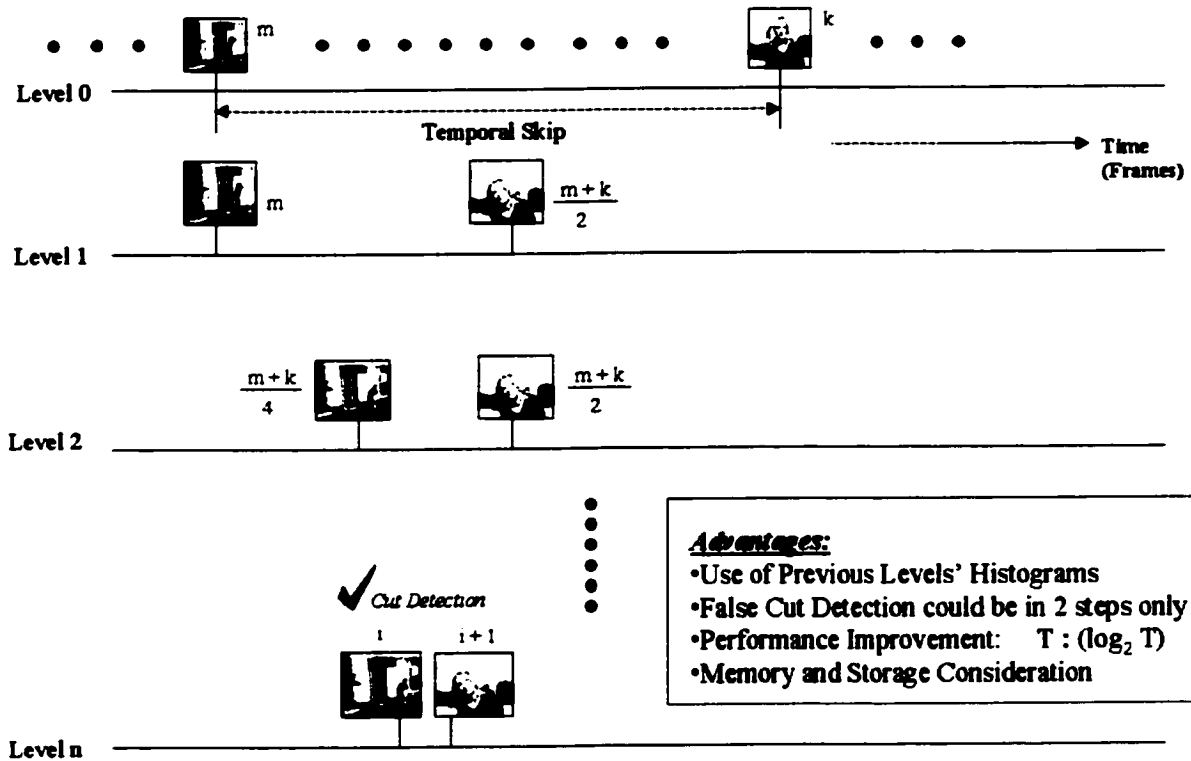 m
k
Level 0
Temporal Skip
Time
(Frames)
m
m + k
2
Level 1
m + k
4
m + k
2
Level 2
Advantages:
•Use of Previous Levels' Histograms
•False Cut Detection could be in 2 steps only
•Performance Improvement: T : (log₂ T)
•Memory and Storage Consideration
Cut Detection
i
i + 1
Level n